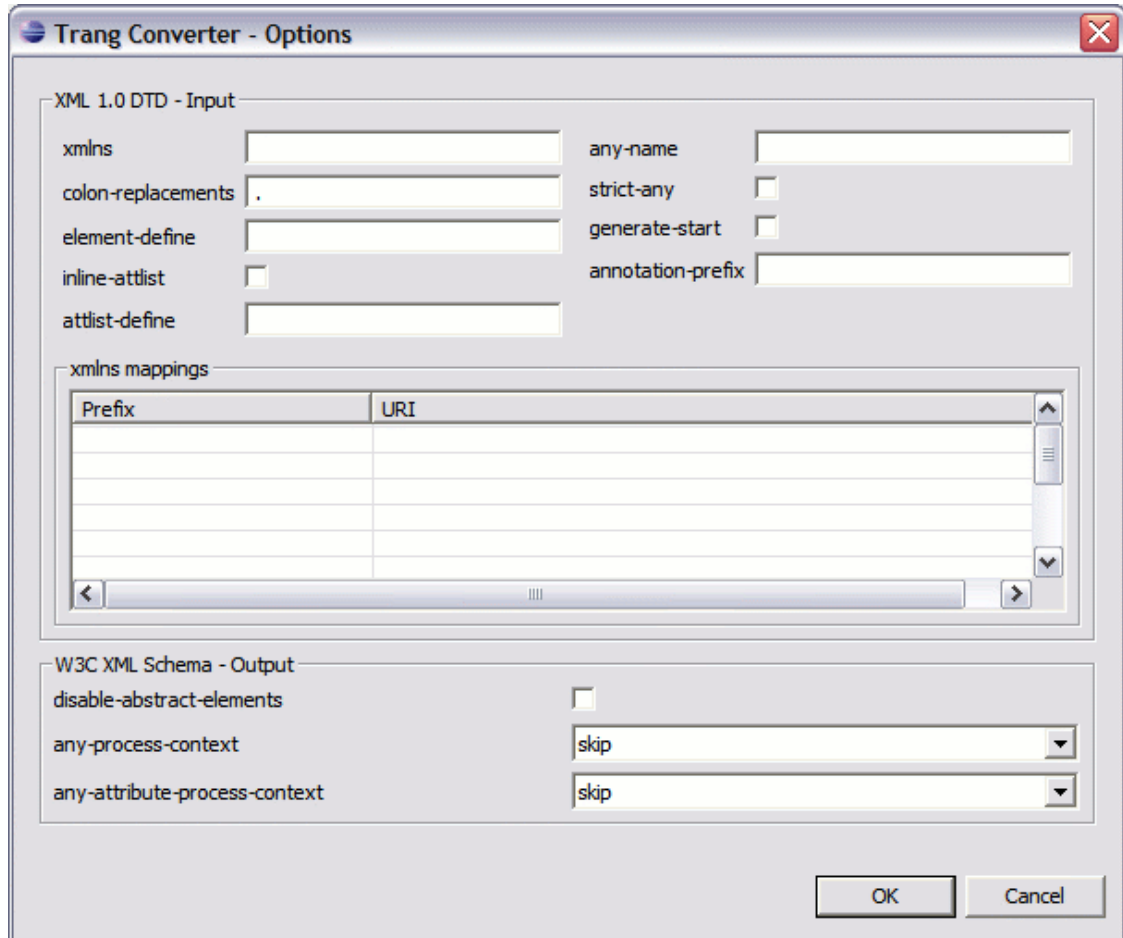 Trang Converter - Options
XML 1.0 DTD - Input
xmlns
any-name
colon-replacements .
strict-any
element-define
generate-start
inline-attlist
annotation-prefix
attlist-define
xmlns mappings
Prefix URI
W3C XML Schema - Output
disable-abstract-elements
any-process-context skip
any-attribute-process-context skip
OK Cancel